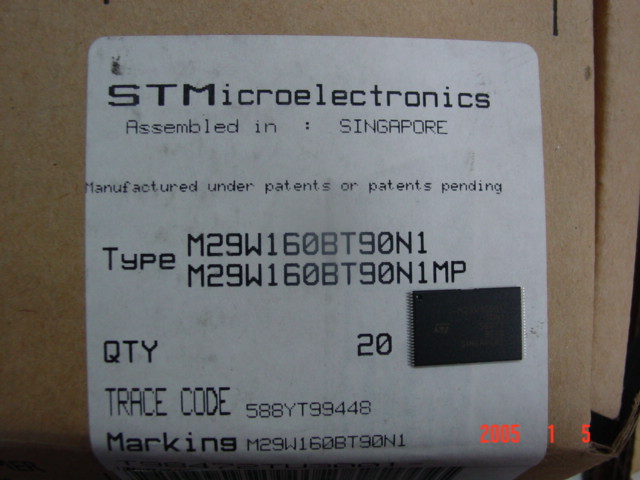 STMicroelectronics
Assembled in : SINGAPORE
Manufactured under patents or patents pending
Type M29W160BT90N1
M29W160BT90N1MP
QTY 20
TRACE CODE 588YT99448
Marking M29W160BT90N1
2005 1 5